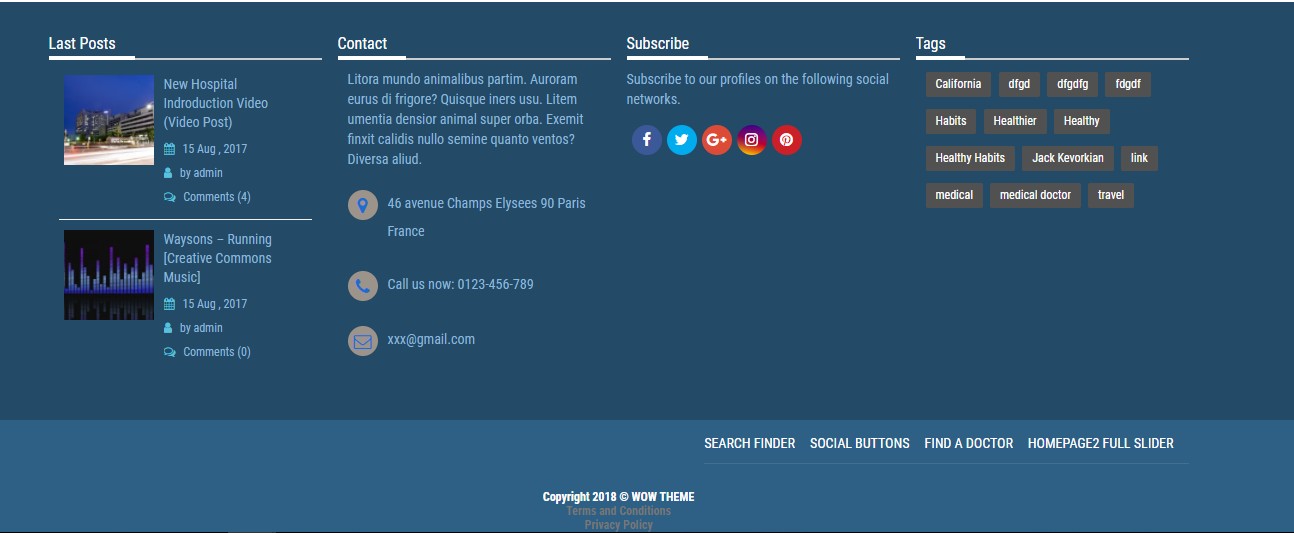 Last Posts
New Hospital
Indroduction Video
(Video Post)
15 Aug , 2017
by admin
Comments (4)
Waysons – Running
[Creative Commons
Music]
15 Aug , 2017
by admin
Comments (0)
Contact
Litora mundo animalibus partim. Auroram
eurus di frigore? Quisque iners usu. Litem
umentia densior animal super orba. Exemit
finxit calidis nullo semine quanto ventos?
Diversa aliud.
46 avenue Champs Elysees 90 Paris
France
Call us now: 0123-456-789
xxx@gmail.com
Subscribe
Subscribe to our profiles on the following social
networks.
Tags
California dfgd dfgdfg fdgdf
Habits Healthier Healthy
Healthy Habits Jack Kevorkian link
medical medical doctor travel
SEARCH FINDER SOCIAL BUTTONS FIND A DOCTOR HOMEPAGE2 FULL SLIDER
Copyright 2018 © WOW THEME
Terms and Conditions
Privacy Policy